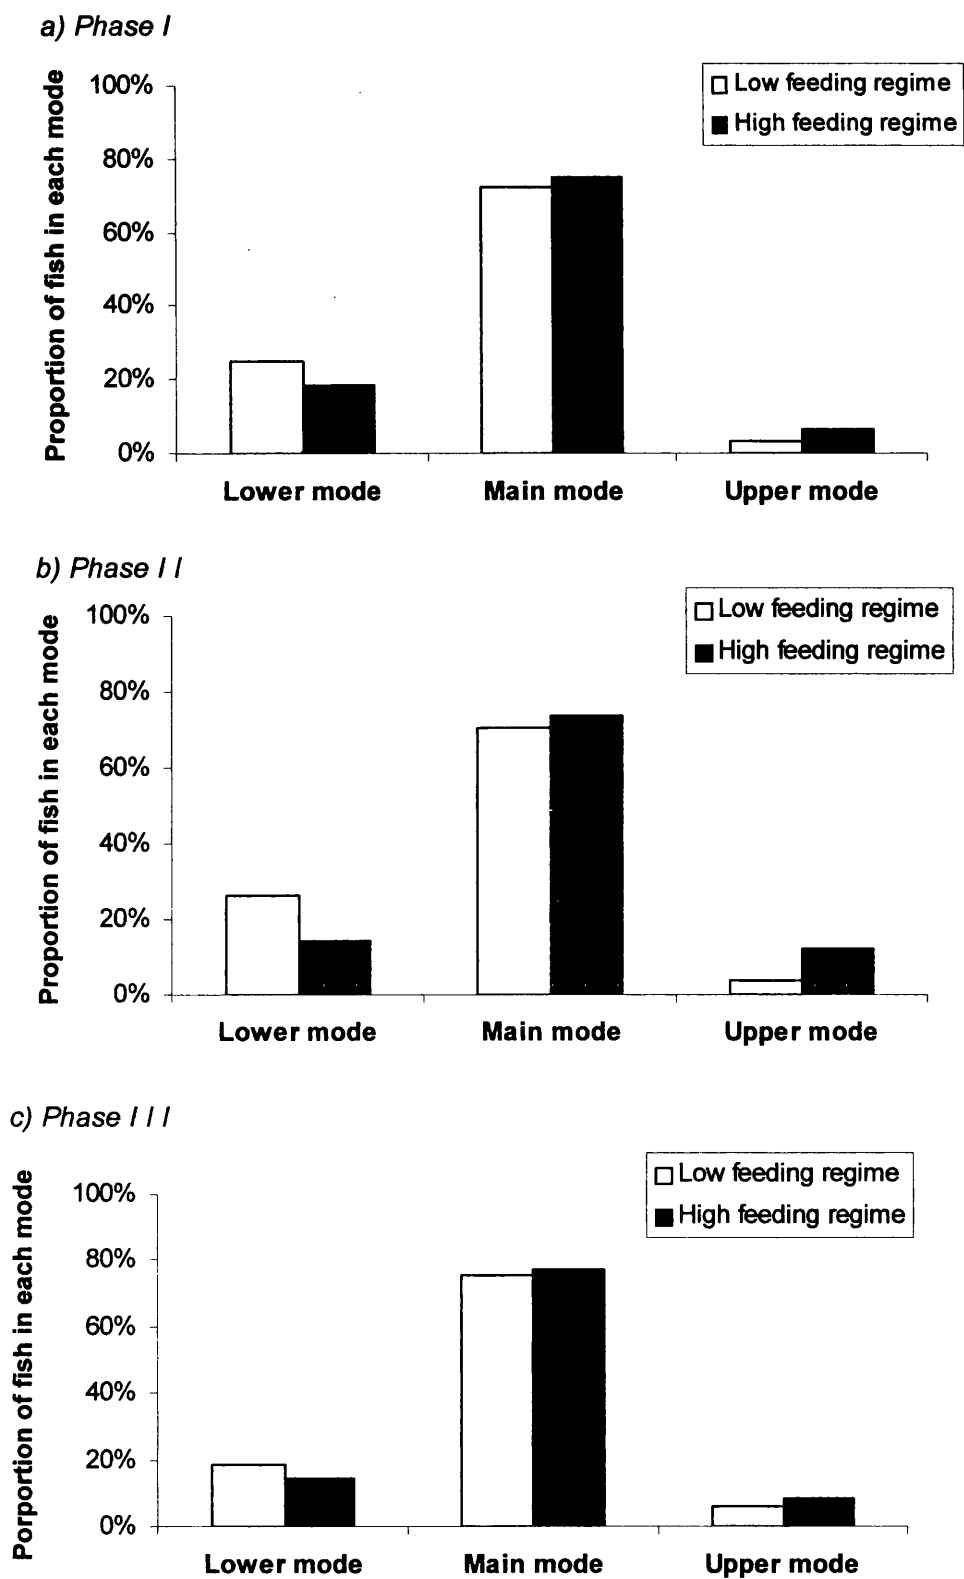 a) Phase I
Low feeding regime
High feeding regime
Proportion of fish in each mode
100%
80%
60%
40%
20%
0%
Lower mode Main mode Upper mode
b) Phase I I
Low feeding regime
High feeding regime
Proportion of fish in each mode
100%
80%
60%
40%
20%
0%
Lower mode Main mode Upper mode
c) Phase I I I
Low feeding regime
High feeding regime
Porportion of fish in each mode
100%
80%
60%
40%
20%
0%
Lower mode Main mode Upper mode